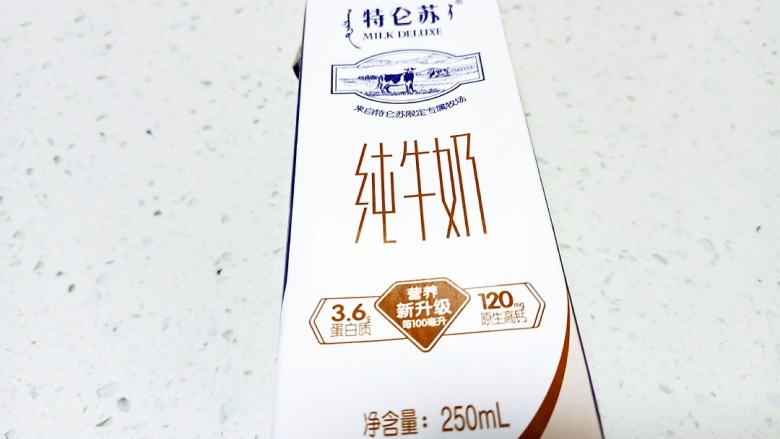 特仑苏®
MILK DELUXE
来自特仑苏限定专属牧场
纯牛奶
营养
新升级
每100毫升
3.6g
蛋白质
120mg
原生高钙
净含量：250mL